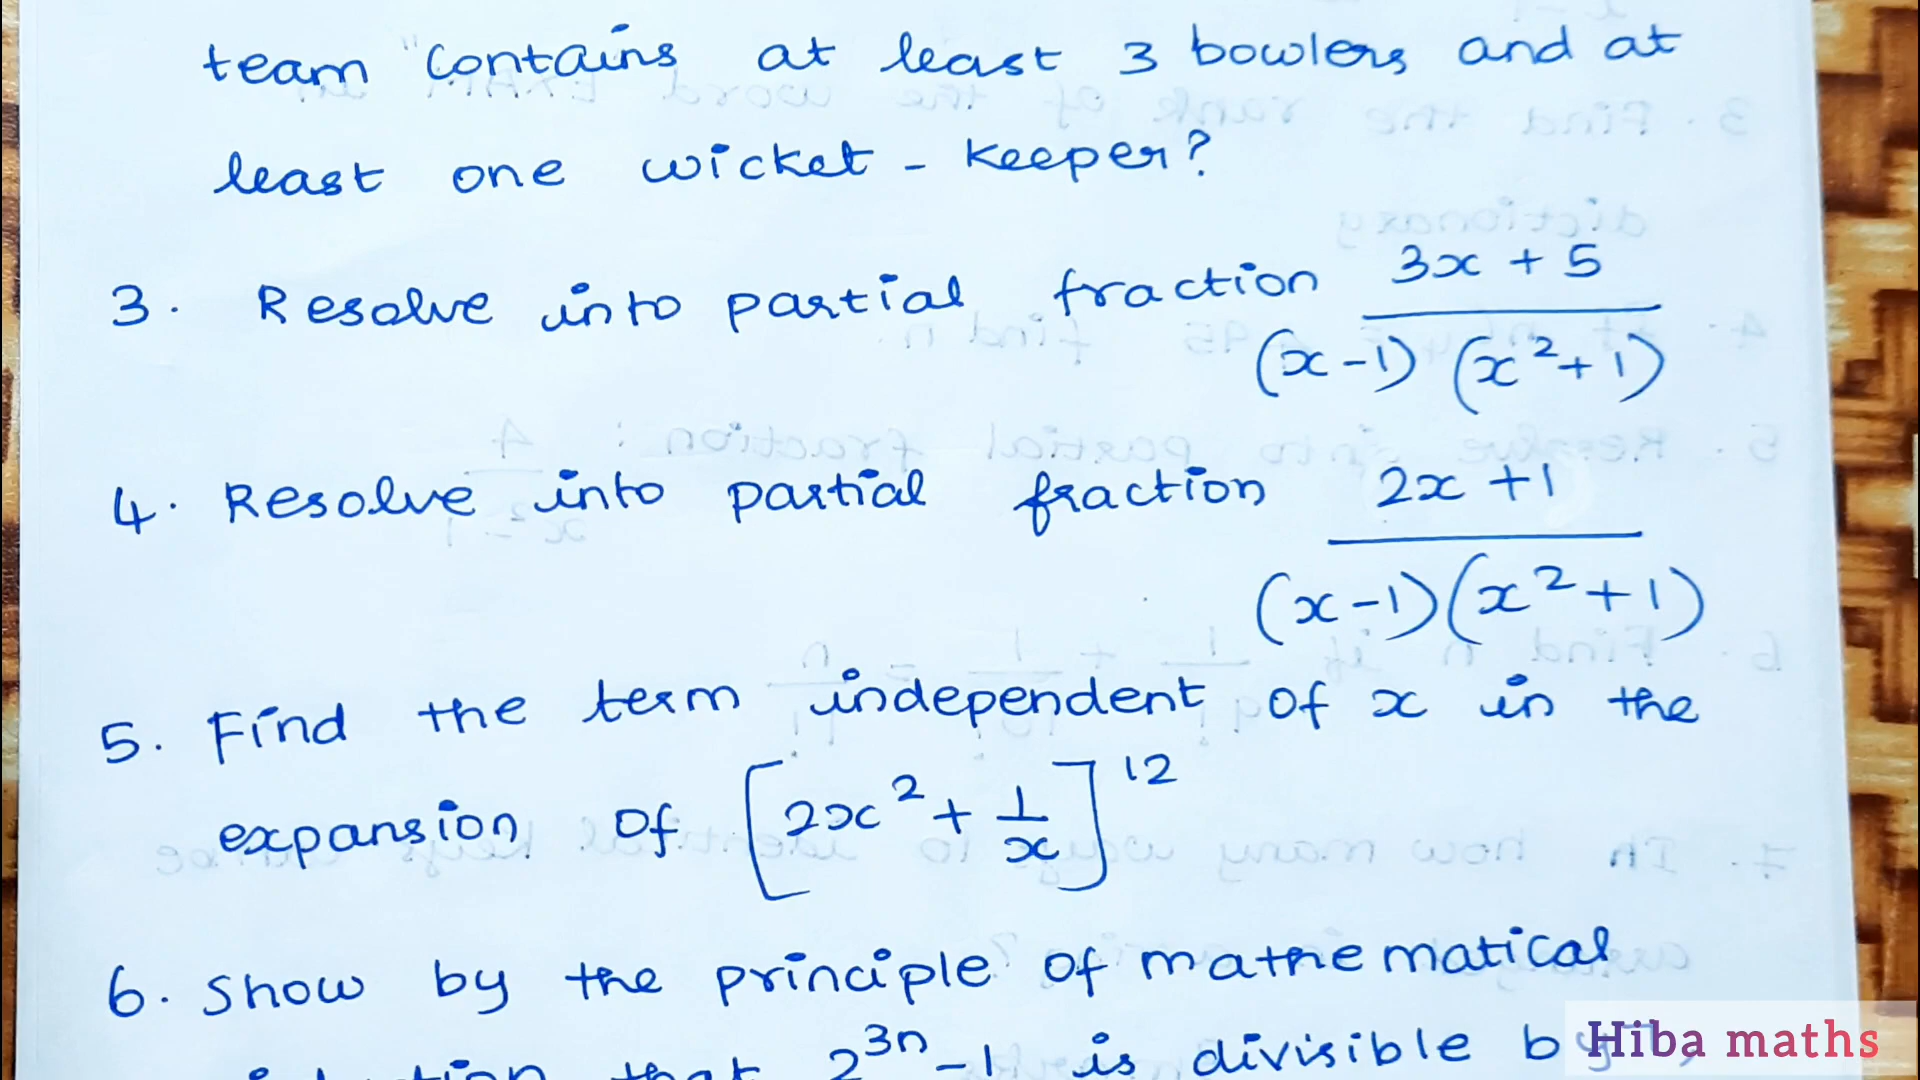 team "contains at least 3 bowlers and at
least one wicket - keeper?
3. Resolve into partial fraction 3x + 5
(x-1) (x²+1)
4. Resolve into partial fraction 2x +1
(x-1)(x²+1)
5. Find the term independent of x in the
expansion of [2x² + 1/x]¹²
6. show by the principle of mathematical
that 2³ⁿ -1 is divisible by
Hiba maths